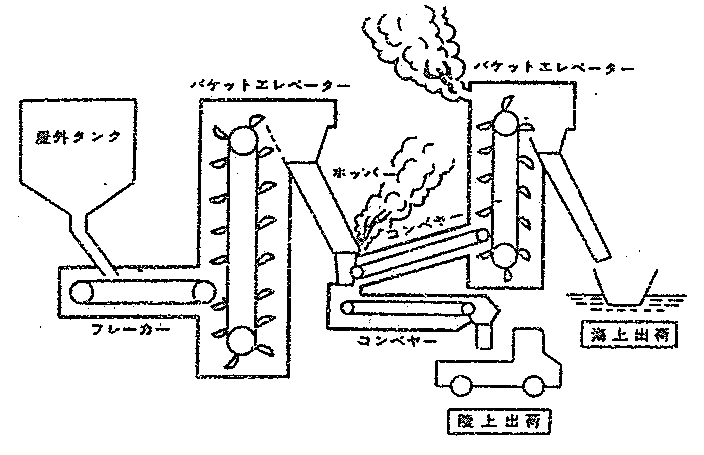 バケットエレベーター
バケットエレベーター
屋外タンク
ホッパー
コンベヤー
フレーカー
コンベヤー
海上出荷
陸上出荷